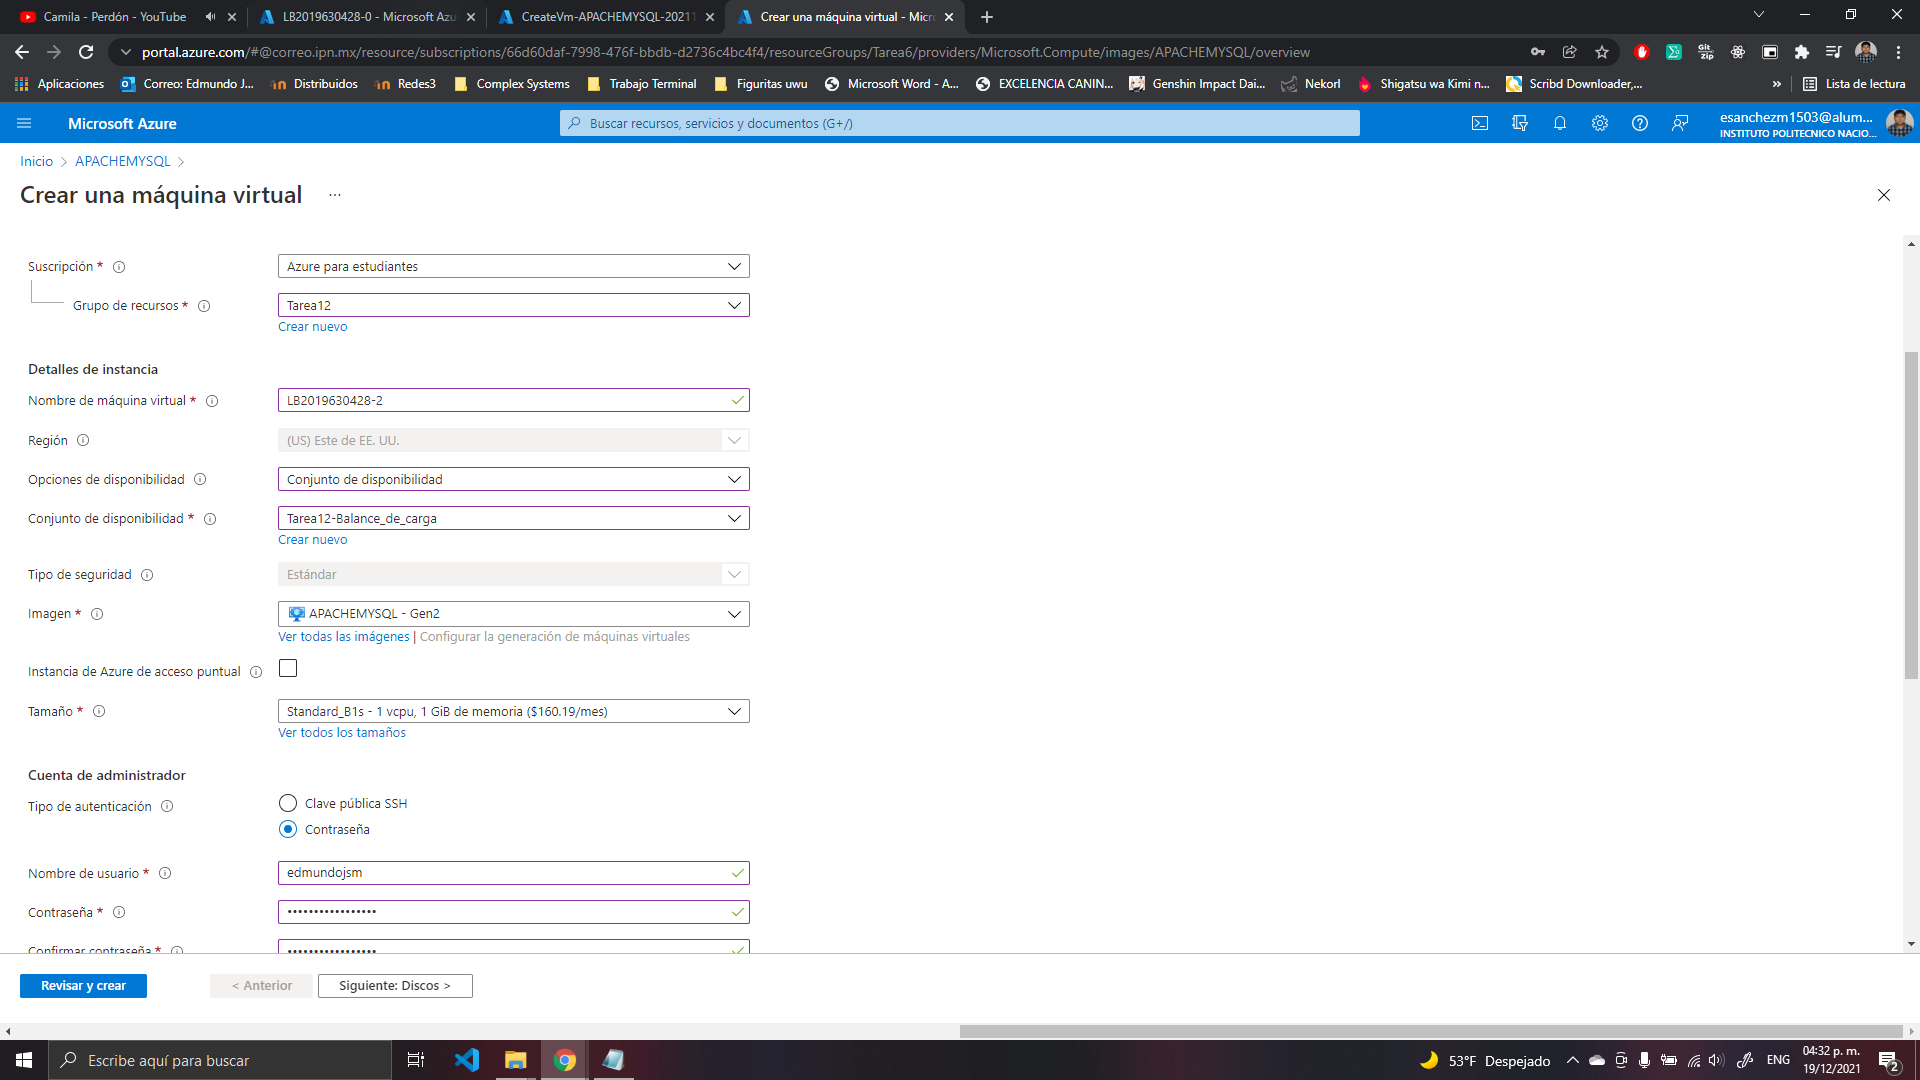 Camila - Perdón - YouTube
LB2019630428-0 - Microsoft Azu
CreateVm-APACHEMYSQL-20211
Crear una máquina virtual - Micro
portal.azure.com/#@correo.ipn.mx/resource/subscriptions/66d60daf-7998-476f-bbdb-d2736c4bc4f4/resourceGroups/Tarea6/providers/Microsoft.Compute/images/APACHEMYSQL/overview
Aplicaciones
Correo: Edmundo J...
Distribuidos
Redes3
Complex Systems
Trabajo Terminal
Figuritas uwu
Microsoft Word - A...
EXCELENCIA CANIN...
Genshin Impact Dai...
Nekorl
Shigatsu wa Kimi n...
Scribd Downloader,...
»
Lista de lectura
Microsoft Azure
Buscar recursos, servicios y documentos (G+/)
esanchezm1503@alum...
INSTITUTO POLITECNICO NACIO...
Inicio > APACHEMYSQL >
Crear una máquina virtual ...
Suscripción *
Azure para estudiantes
Grupo de recursos *
Tarea12
Crear nuevo
Detalles de instancia
Nombre de máquina virtual *
LB2019630428-2
Región
(US) Este de EE. UU.
Opciones de disponibilidad
Conjunto de disponibilidad
Conjunto de disponibilidad *
Tarea12-Balance_de_carga
Crear nuevo
Tipo de seguridad
Estándar
Imagen *
APACHEMYSQL - Gen2
Ver todas las imágenes | Configurar la generación de máquinas virtuales
Instancia de Azure de acceso puntual
Tamaño *
Standard_B1s - 1 vcpu, 1 GiB de memoria ($160.19/mes)
Ver todos los tamaños
Cuenta de administrador
Tipo de autenticación
Clave pública SSH
Contraseña
Nombre de usuario *
edmundojsm
Contraseña *
•••••••••••••••••
Confirmar contraseña *
•••••••••••••••••
Revisar y crear
< Anterior
Siguiente: Discos >
Escribe aquí para buscar
53°F Despejado
ENG
04:32 p. m.
19/12/2021
2